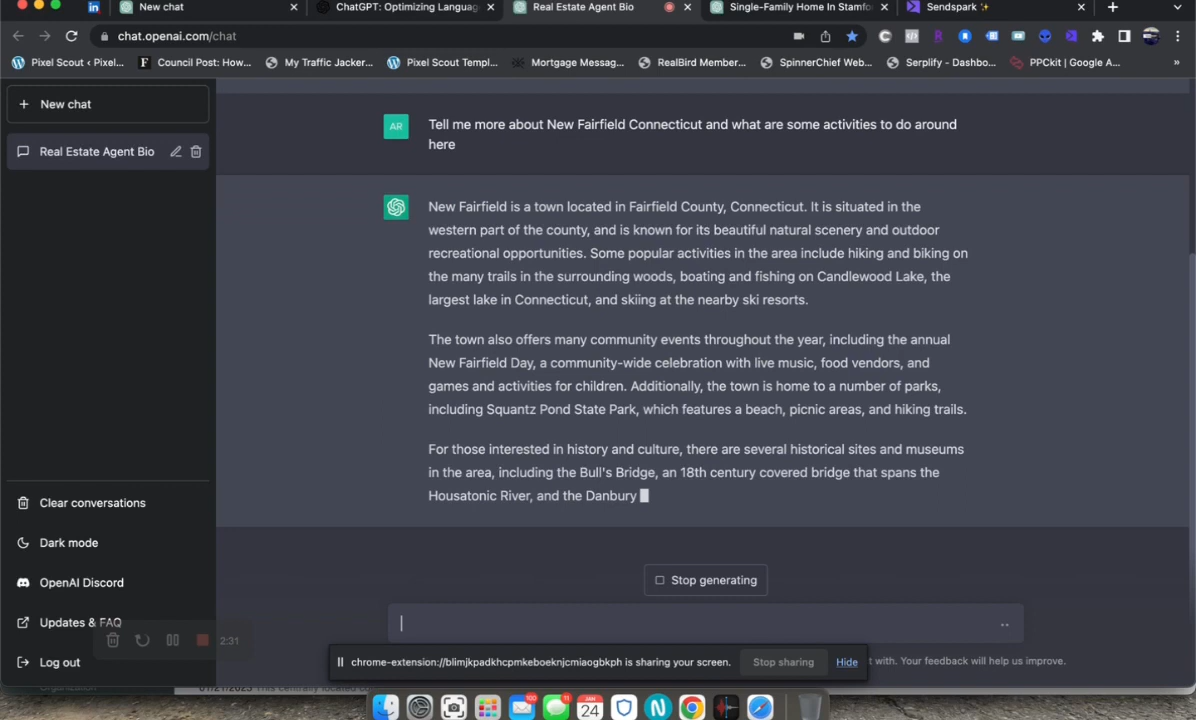 New chat
ChatGPT: Optimizing Languag
Real Estate Agent Bio
Single-Family Home In Stamfo
Sendspark ✨
chat.openai.com/chat
Pixel Scout ‹ Pixel...
Council Post: How...
My Traffic Jacker...
Pixel Scout Templ...
Mortgage Messag...
RealBird Member...
SpinnerChief Web...
Serplify - Dashbo...
PPCkit | Google A...
»
+ New chat
Real Estate Agent Bio
AR
Tell me more about New Fairfield Connecticut and what are some activities to do around
here
New Fairfield is a town located in Fairfield County, Connecticut. It is situated in the
western part of the county, and is known for its beautiful natural scenery and outdoor
recreational opportunities. Some popular activities in the area include hiking and biking on
the many trails in the surrounding woods, boating and fishing on Candlewood Lake, the
largest lake in Connecticut, and skiing at the nearby ski resorts.
The town also offers many community events throughout the year, including the annual
New Fairfield Day, a community-wide celebration with live music, food vendors, and
games and activities for children. Additionally, the town is home to a number of parks,
including Squantz Pond State Park, which features a beach, picnic areas, and hiking trails.
For those interested in history and culture, there are several historical sites and museums
in the area, including the Bull's Bridge, an 18th century covered bridge that spans the
Housatonic River, and the Danbury
Clear conversations
Dark mode
OpenAI Discord
Updates & FAQ
Log out
2:31
Stop generating
chrome-extension://blimjkpadkhcpmkeboeknjcmiaogbkph is sharing your screen.
Stop sharing
Hide
t with. Your feedback will help us improve.
01/21/2023 This centrally located co
JAN
24